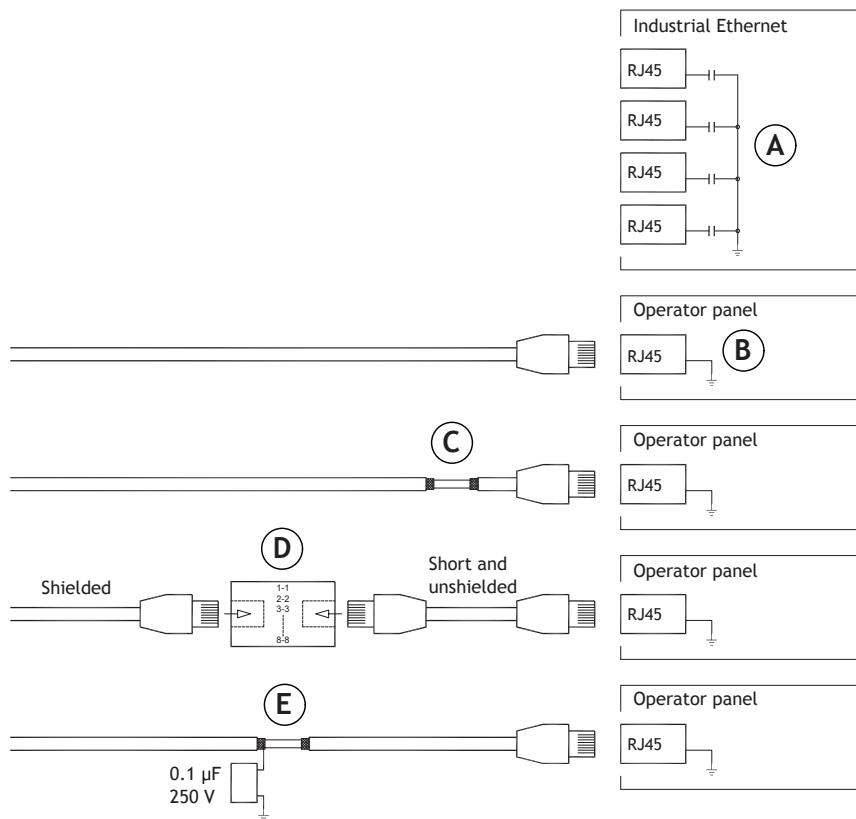 Industrial Ethernet
RJ45
RJ45
A
RJ45
RJ45
Operator panel
B
RJ45
C
Operator panel
RJ45
D
Operator panel
Shielded
1-1
2-2
3-3
8-8
Short and
unshielded
RJ45
E
Operator panel
RJ45
0.1 µF
250 V